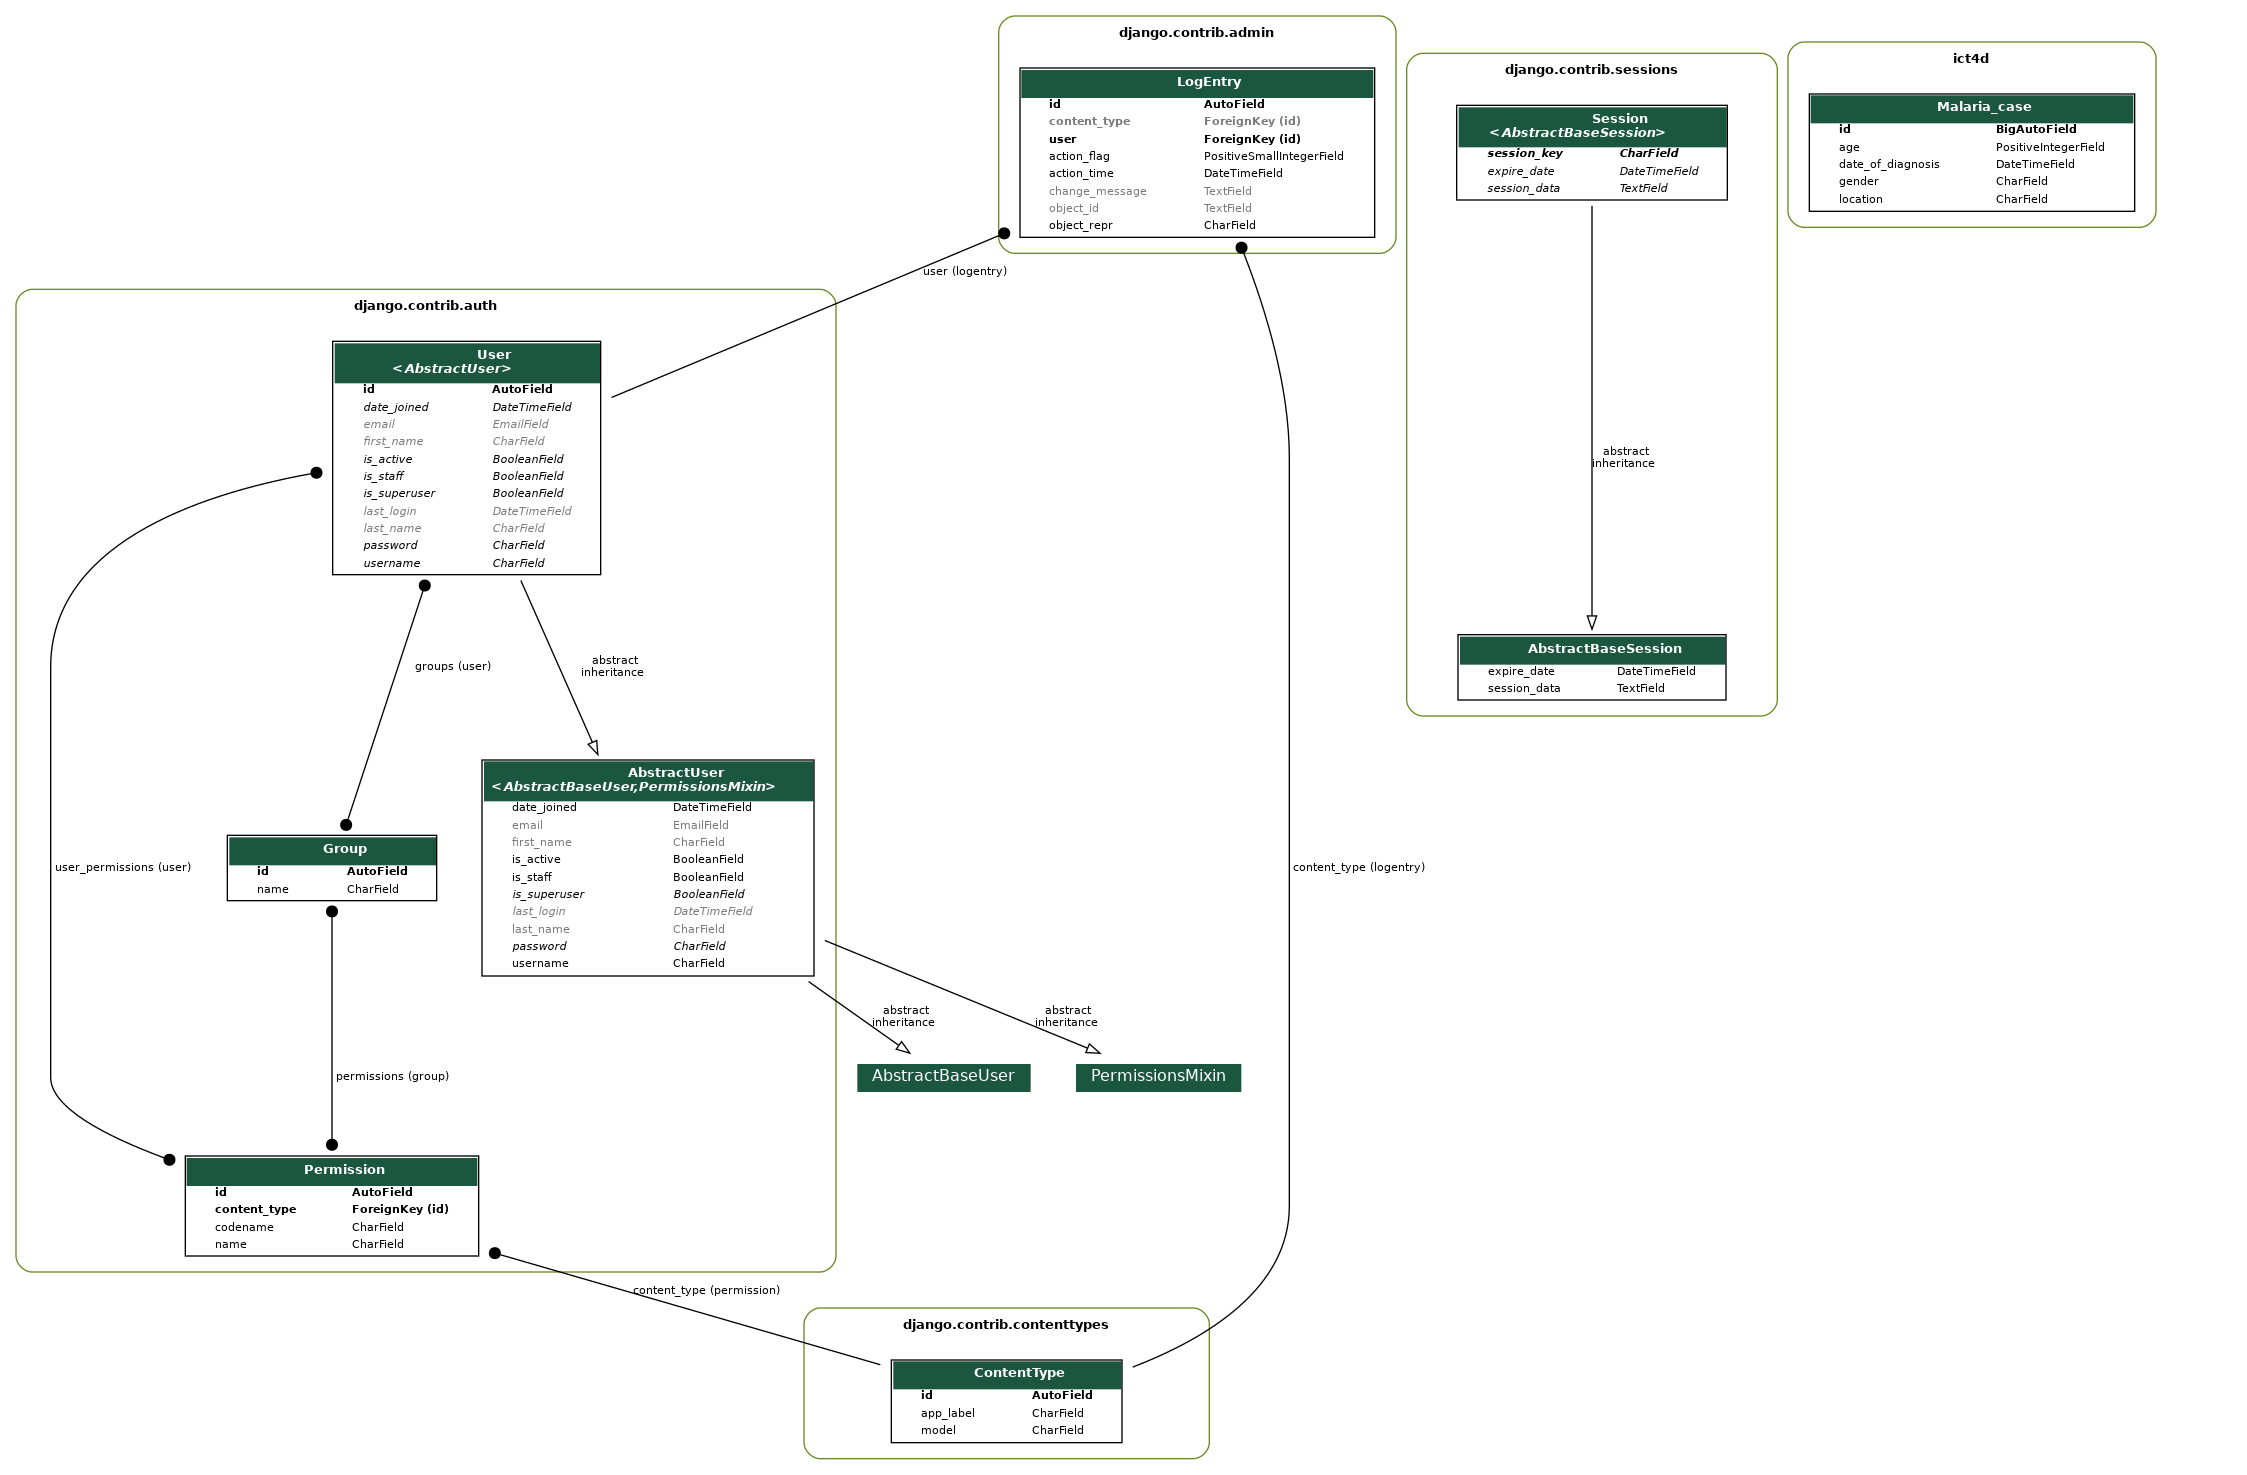 django.contrib.admin
LogEntry
id AutoField
content_type ForeignKey (id)
user ForeignKey (id)
action_flag PositiveSmallIntegerField
action_time DateTimeField
change_message TextField
object_id TextField
object_repr CharField
django.contrib.sessions
Session
<AbstractBaseSession>
session_key CharField
expire_date DateTimeField
session_data TextField
abstract
inheritance
AbstractBaseSession
expire_date DateTimeField
session_data TextField
ict4d
Malaria_case
id BigAutoField
age PositiveIntegerField
date_of_diagnosis DateTimeField
gender CharField
location CharField
user (logentry)
django.contrib.auth
User
<AbstractUser>
id AutoField
date_joined DateTimeField
email EmailField
first_name CharField
is_active BooleanField
is_staff BooleanField
is_superuser BooleanField
last_login DateTimeField
last_name CharField
password CharField
username CharField
groups (user)
abstract
inheritance
AbstractUser
<AbstractBaseUser,PermissionsMixin>
date_joined DateTimeField
email EmailField
first_name CharField
is_active BooleanField
is_staff BooleanField
is_superuser BooleanField
last_login DateTimeField
last_name CharField
password CharField
username CharField
Group
id AutoField
name CharField
user_permissions (user)
content_type (logentry)
abstract
inheritance
abstract
inheritance
AbstractBaseUser
PermissionsMixin
permissions (group)
Permission
id AutoField
content_type ForeignKey (id)
codename CharField
name CharField
content_type (permission)
django.contrib.contenttypes
ContentType
id AutoField
app_label CharField
model CharField